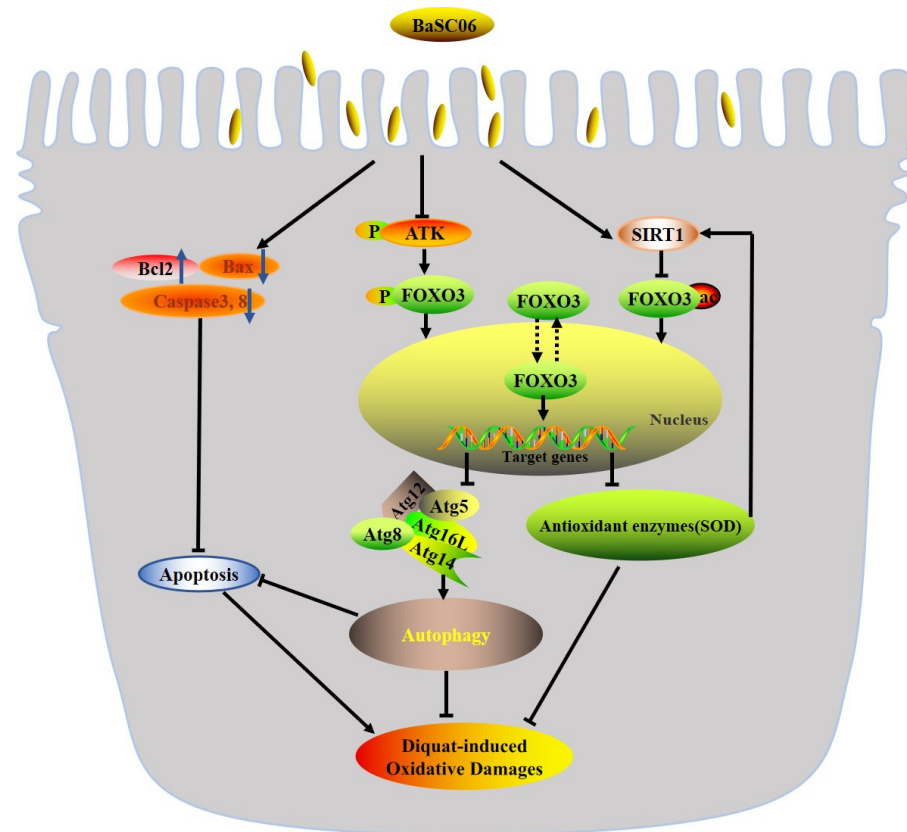 BaSC06
P
ATK
SIRT1
Bcl2
Bax
Caspase3, 8
P
FOXO3
FOXO3
FOXO3
ac
FOXO3
Nucleus
Target genes
Atg12
Atg5
Atg8
Atg16L
Atg14
Antioxidant enzymes(SOD)
Apoptosis
Autophagy
Diquat-induced
Oxidative Damages